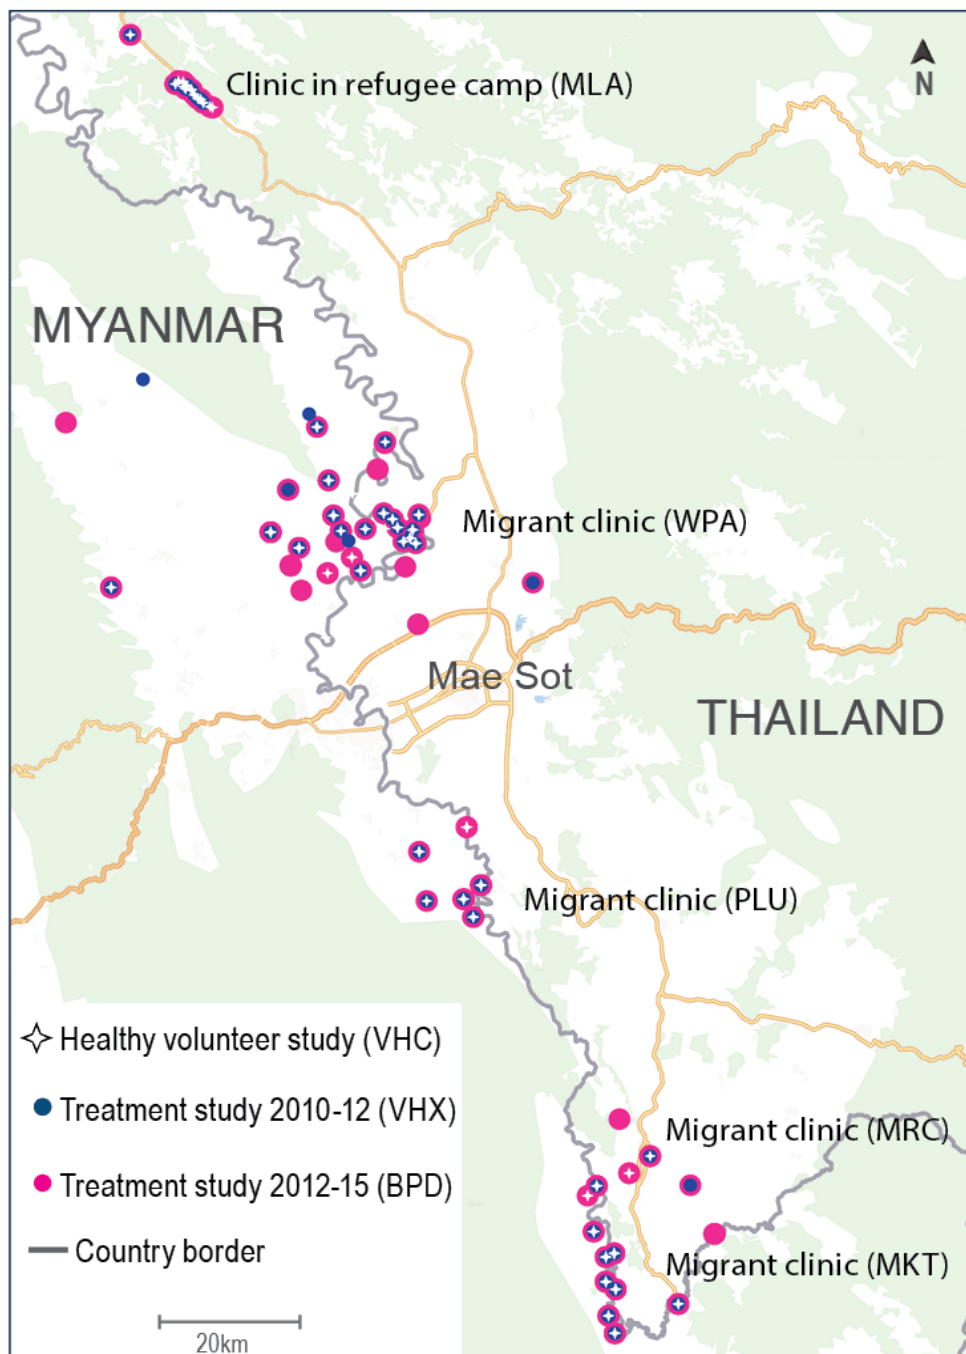 Clinic in refugee camp (MLA)
N
MYANMAR
Migrant clinic (WPA)
Mae Sot
THAILAND
Migrant clinic (PLU)
Healthy volunteer study (VHC)
Treatment study 2010-12 (VHX)
Migrant clinic (MRC)
Treatment study 2012-15 (BPD)
Country border
Migrant clinic (MKT)
20km